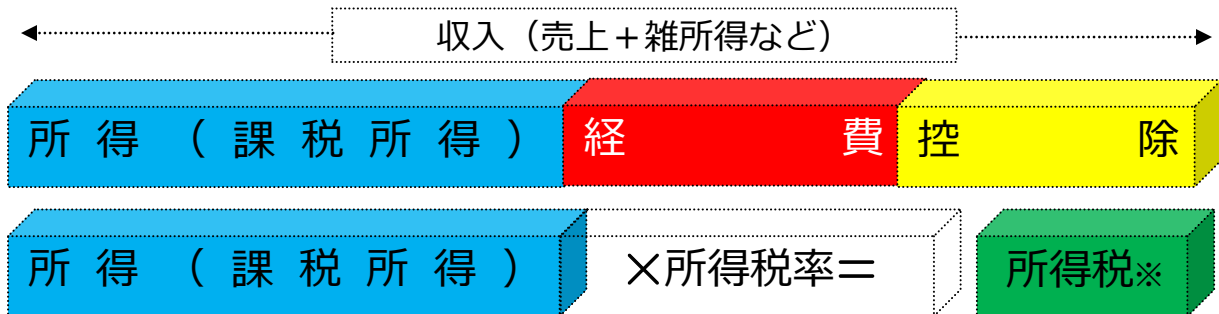 収入（売上＋雑所得など）
所得（課税所得） 経費 控除
所得（課税所得） ×所得税率＝ 所得税※